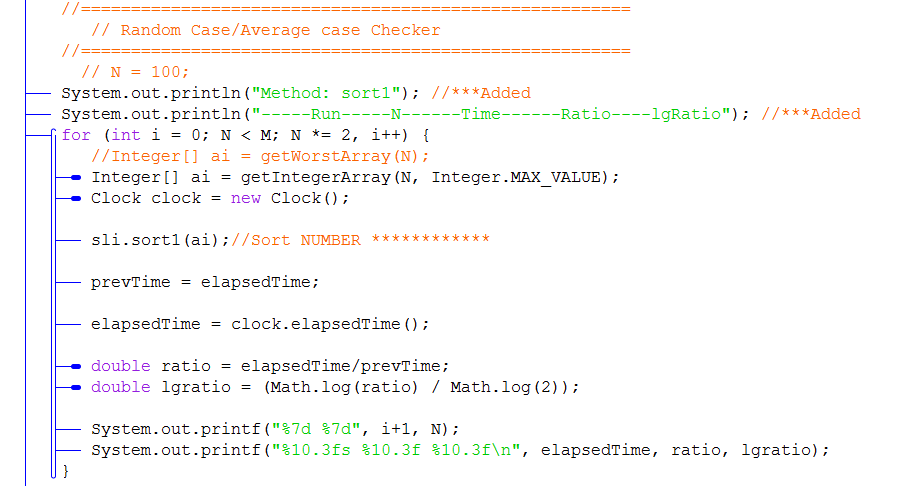 //=======================================================
// Random Case/Average case Checker
//=======================================================
// N = 100;
System.out.println("Method: sort1"); //***Added
System.out.println("-----Run-----N------Time------Ratio----lgRatio"); //***Added
for (int i = 0; N < M; N *= 2, i++) {
//Integer[] ai = getWorstArray(N);
Integer[] ai = getIntegerArray(N, Integer.MAX_VALUE);
Clock clock = new Clock();
sli.sort1(ai);//Sort NUMBER ************
prevTime = elapsedTime;
elapsedTime = clock.elapsedTime();
double ratio = elapsedTime/prevTime;
double lgratio = (Math.log(ratio) / Math.log(2));
System.out.printf("%7d %7d", i+1, N);
System.out.printf("%10.3fs %10.3f %10.3f\n", elapsedTime, ratio, lgratio);
}